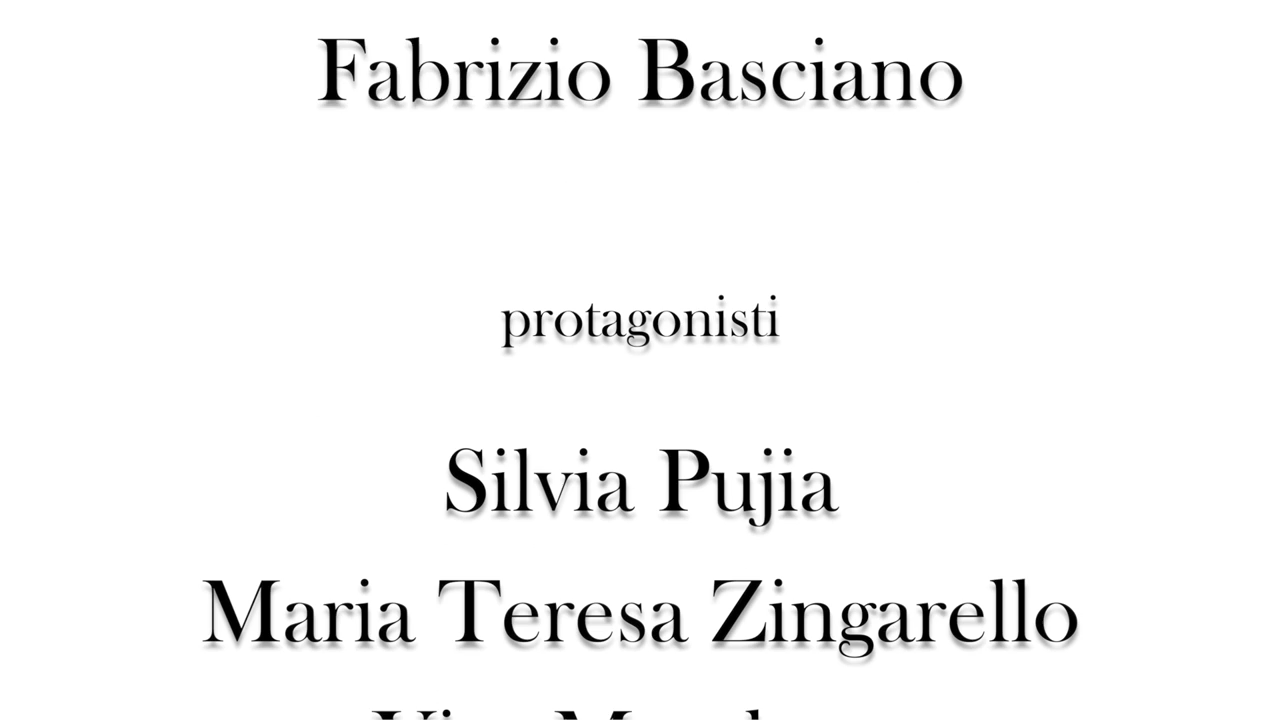 Fabrizio Basciano
protagonisti
Silvia Pujia
Maria Teresa Zingarello